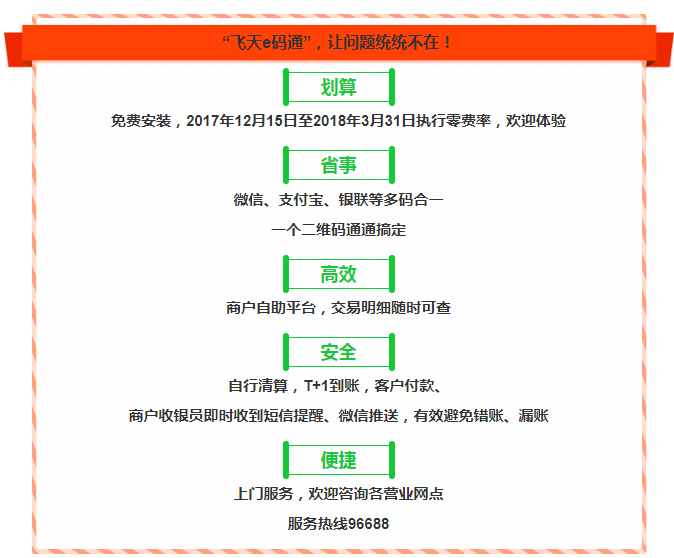 “飞天e码通”，让问题统统不在！
划算
免费安装，2017年12月15日至2018年3月31日执行零费率，欢迎体验
省事
微信、支付宝、银联等多码合一
一个二维码通通搞定
高效
商户自助平台，交易明细随时可查
安全
自行清算，T+1到账，客户付款、
商户收银员即时收到短信提醒、微信推送，有效避免错账、漏账
便捷
上门服务，欢迎咨询各营业网点
服务热线96688